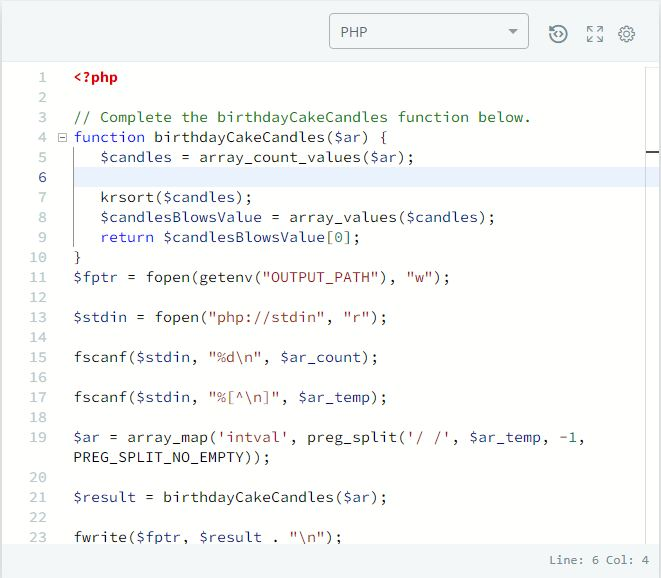 PHP
1 <?php
2
3 // Complete the birthdayCakeCandles function below.
4 function birthdayCakeCandles($ar) {
5 $candles = array_count_values($ar);
6
7 krsort($candles);
8 $candlesBlowsValue = array_values($candles);
9 return $candlesBlowsValue[0];
10 }
11 $fptr = fopen(getenv("OUTPUT_PATH"), "w");
12
13 $stdin = fopen("php://stdin", "r");
14
15 fscanf($stdin, "%d\n", $ar_count);
16
17 fscanf($stdin, "%[^\n]", $ar_temp);
18
19 $ar = array_map('intval', preg_split('/ /', $ar_temp, -1,
PREG_SPLIT_NO_EMPTY));
20
21 $result = birthdayCakeCandles($ar);
22
23 fwrite($fptr, $result . "\n");
Line: 6 Col: 4